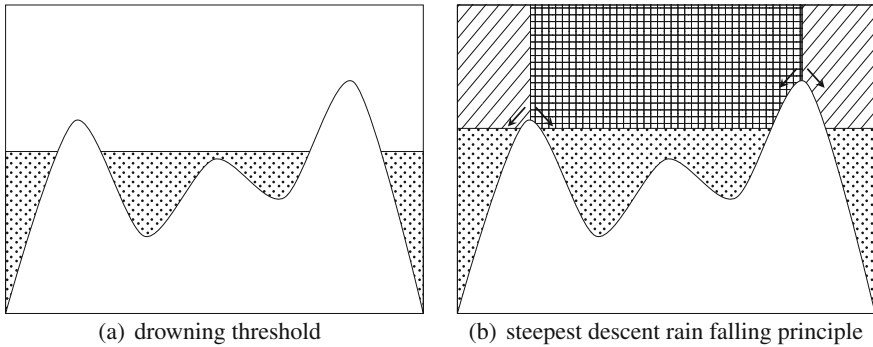 (a) drowning threshold
(b) steepest descent rain falling principle